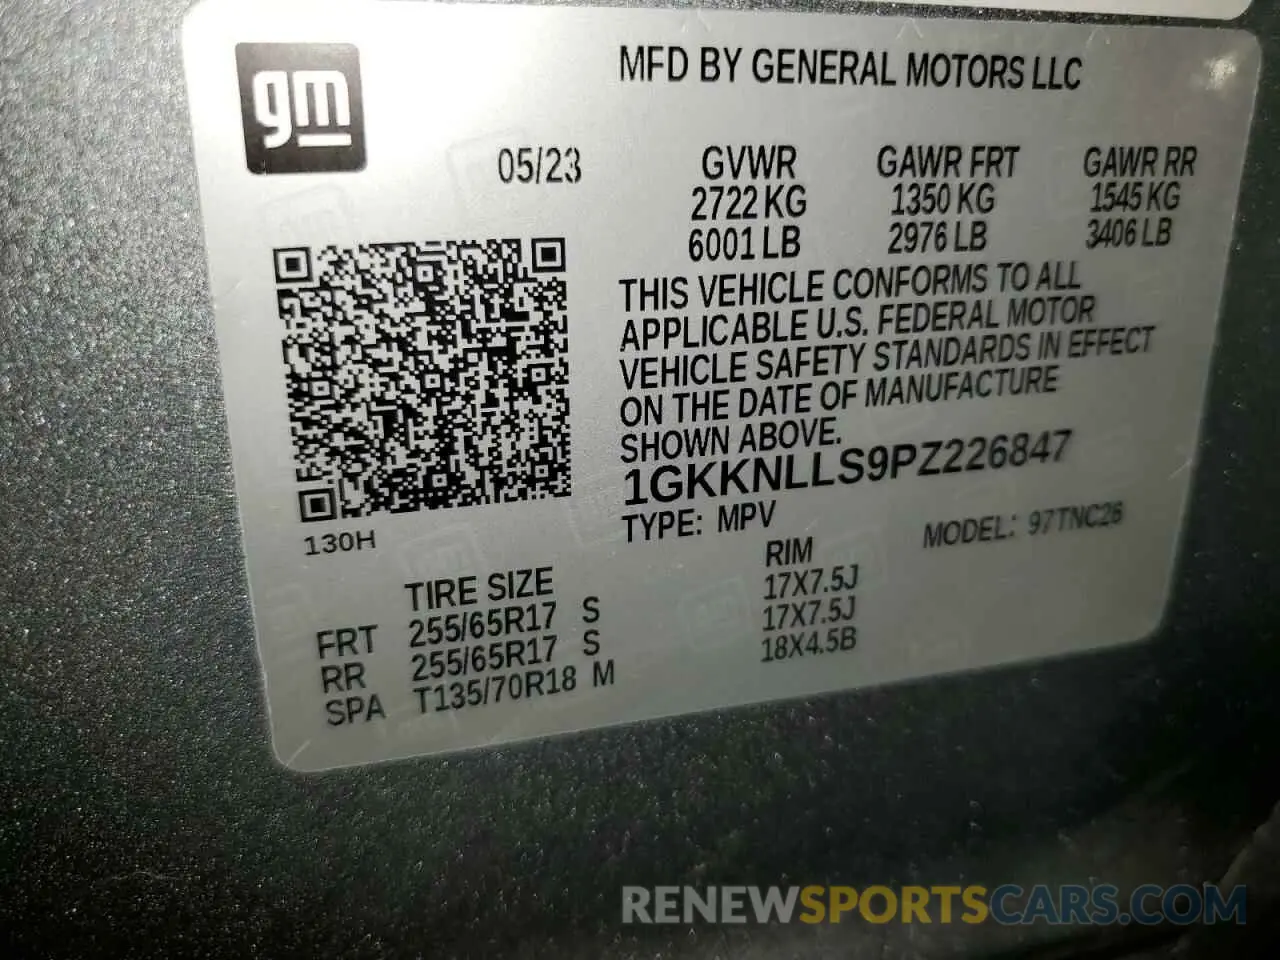 gm
MFD BY GENERAL MOTORS LLC
05/23
GVWR GAWR FRT GAWR RR
2722 KG 1350 KG 1545 KG
6001 LB 2976 LB 3406 LB
THIS VEHICLE CONFORMS TO ALL
APPLICABLE U.S. FEDERAL MOTOR
VEHICLE SAFETY STANDARDS IN EFFECT
ON THE DATE OF MANUFACTURE
SHOWN ABOVE.
1GKKNLLS9PZ226847
TYPE: MPV MODEL: 97TNC26
130H
TIRE SIZE RIM
FRT 255/65R17 S 17X7.5J
RR 255/65R17 S 17X7.5J
SPA T135/70R18 M 18X4.5B
RENEWSPORTSCARS.COM